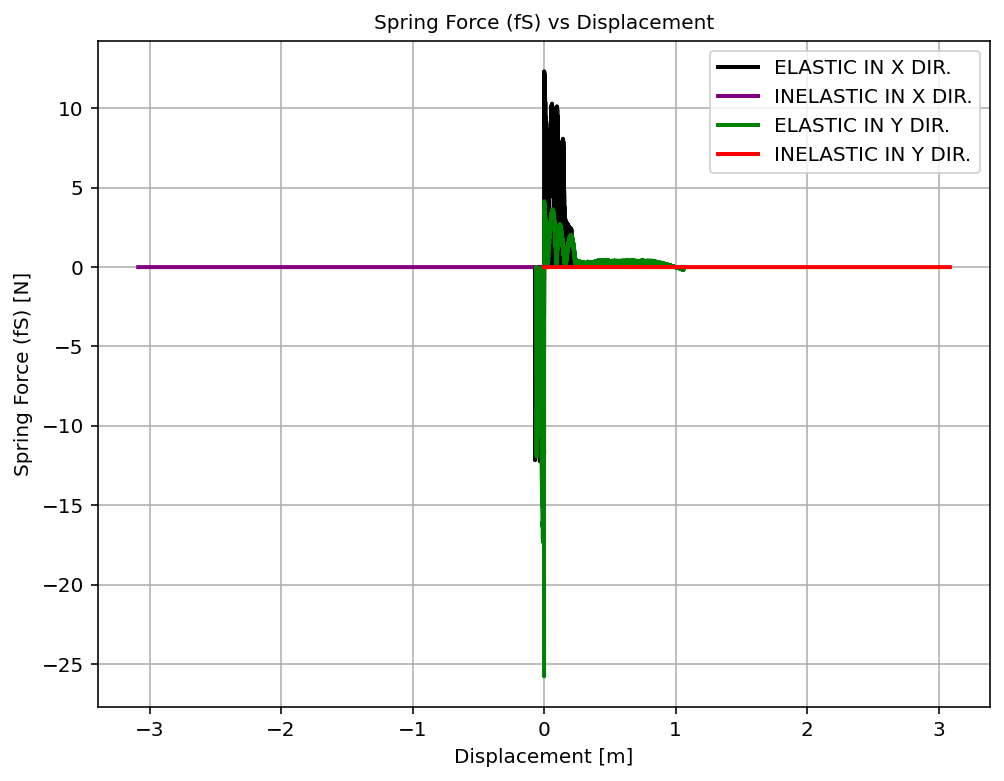 Spring Force (fS) vs Displacement
ELASTIC IN X DIR.
INELASTIC IN X DIR.
ELASTIC IN Y DIR.
INELASTIC IN Y DIR.
Spring Force (fS) [N]
10
5
0
−5
−10
−15
−20
−25
−3 −2 −1 0 1 2 3
Displacement [m]